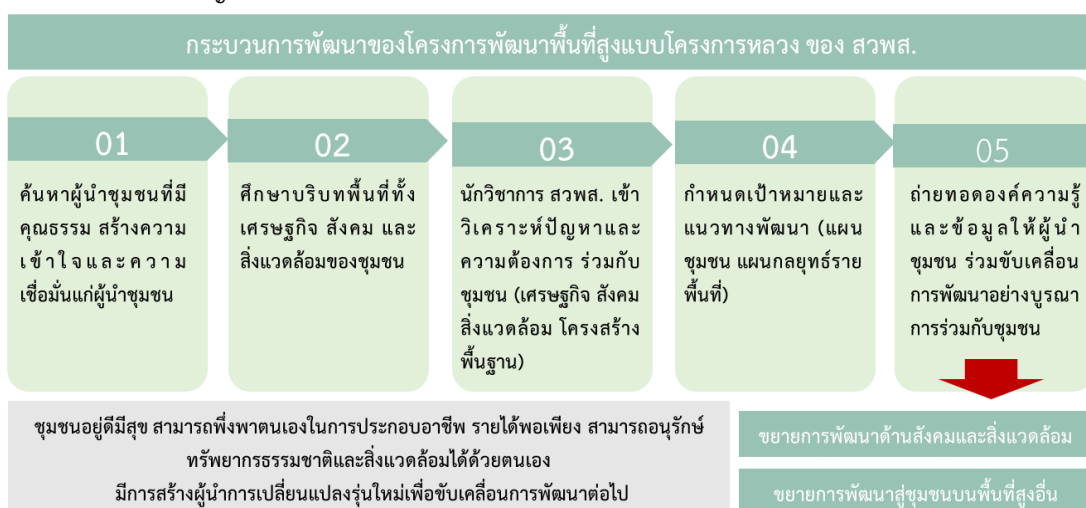 กระบวนการพัฒนาของโครงการพัฒนาพื้นที่สูงแบบโครงการหลวง ของ สวพส.
01
ค้นหาผู้นำชุมชนที่มี
คุณธรรม สร้างความ
เข้าใจและความ
เชื่อมั่นแก่ผู้นำชุมชน
02
ศึกษาบริบทพื้นที่ทั้ง
เศรษฐกิจ สังคม และ
สิ่งแวดล้อมของชุมชน
03
นักวิชาการ สวพส. เข้า
วิเคราะห์ปัญหาและ
ความต้องการ ร่วมกับ
ชุมชน (เศรษฐกิจ สังคม
สิ่งแวดล้อม โครงสร้าง
พื้นฐาน)
04
กำหนดเป้าหมายและ
แนวทางพัฒนา (แผน
ชุมชน แผนกลยุทธ์ราย
พื้นที่)
05
ถ่ายทอดองค์ความรู้
และข้อมูลให้ผู้นำ
ชุมชน ร่วมขับเคลื่อน
การพัฒนาอย่างบูรณา
การร่วมกับชุมชน
ชุมชนอยู่ดีมีสุข สามารถพึ่งพาตนเองในการประกอบอาชีพ รายได้พอเพียง สามารถอนุรักษ์
ทรัพยากรธรรมชาติและสิ่งแวดล้อมได้ด้วยตนเอง
มีการสร้างผู้นำการเปลี่ยนแปลงรุ่นใหม่เพื่อขับเคลื่อนการพัฒนาต่อไป
ขยายการพัฒนาด้านสังคมและสิ่งแวดล้อม
ขยายการพัฒนาสู่ชุมชนบนพื้นที่สูงอื่น